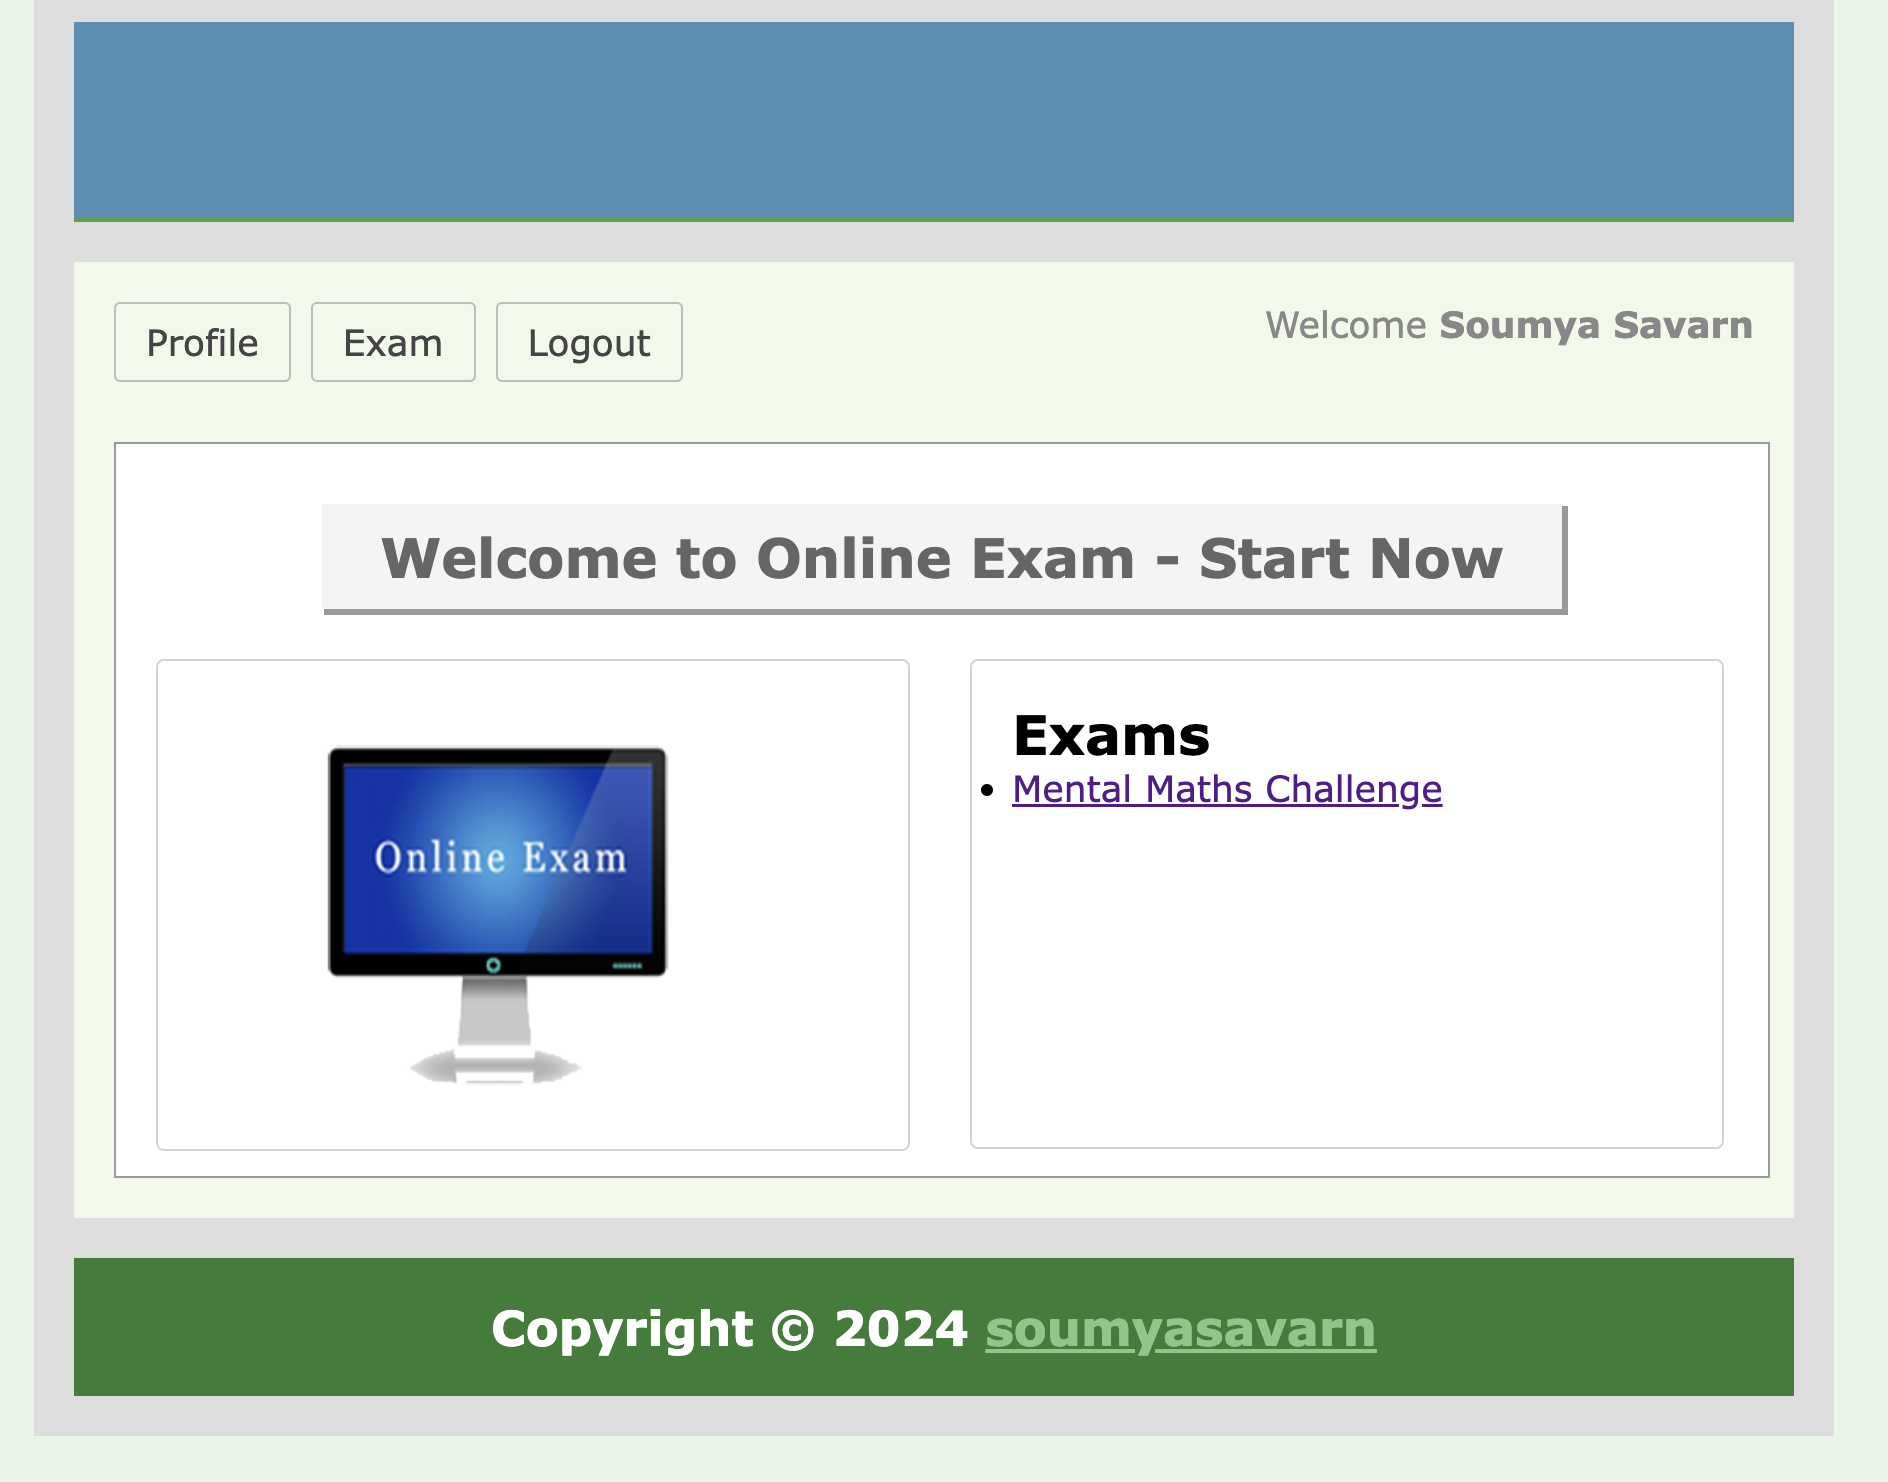 Profile
Exam
Logout
Welcome Soumya Savarn
Welcome to Online Exam - Start Now
Online Exam
Exams
• Mental Maths Challenge
Copyright © 2024 soumyasavarn